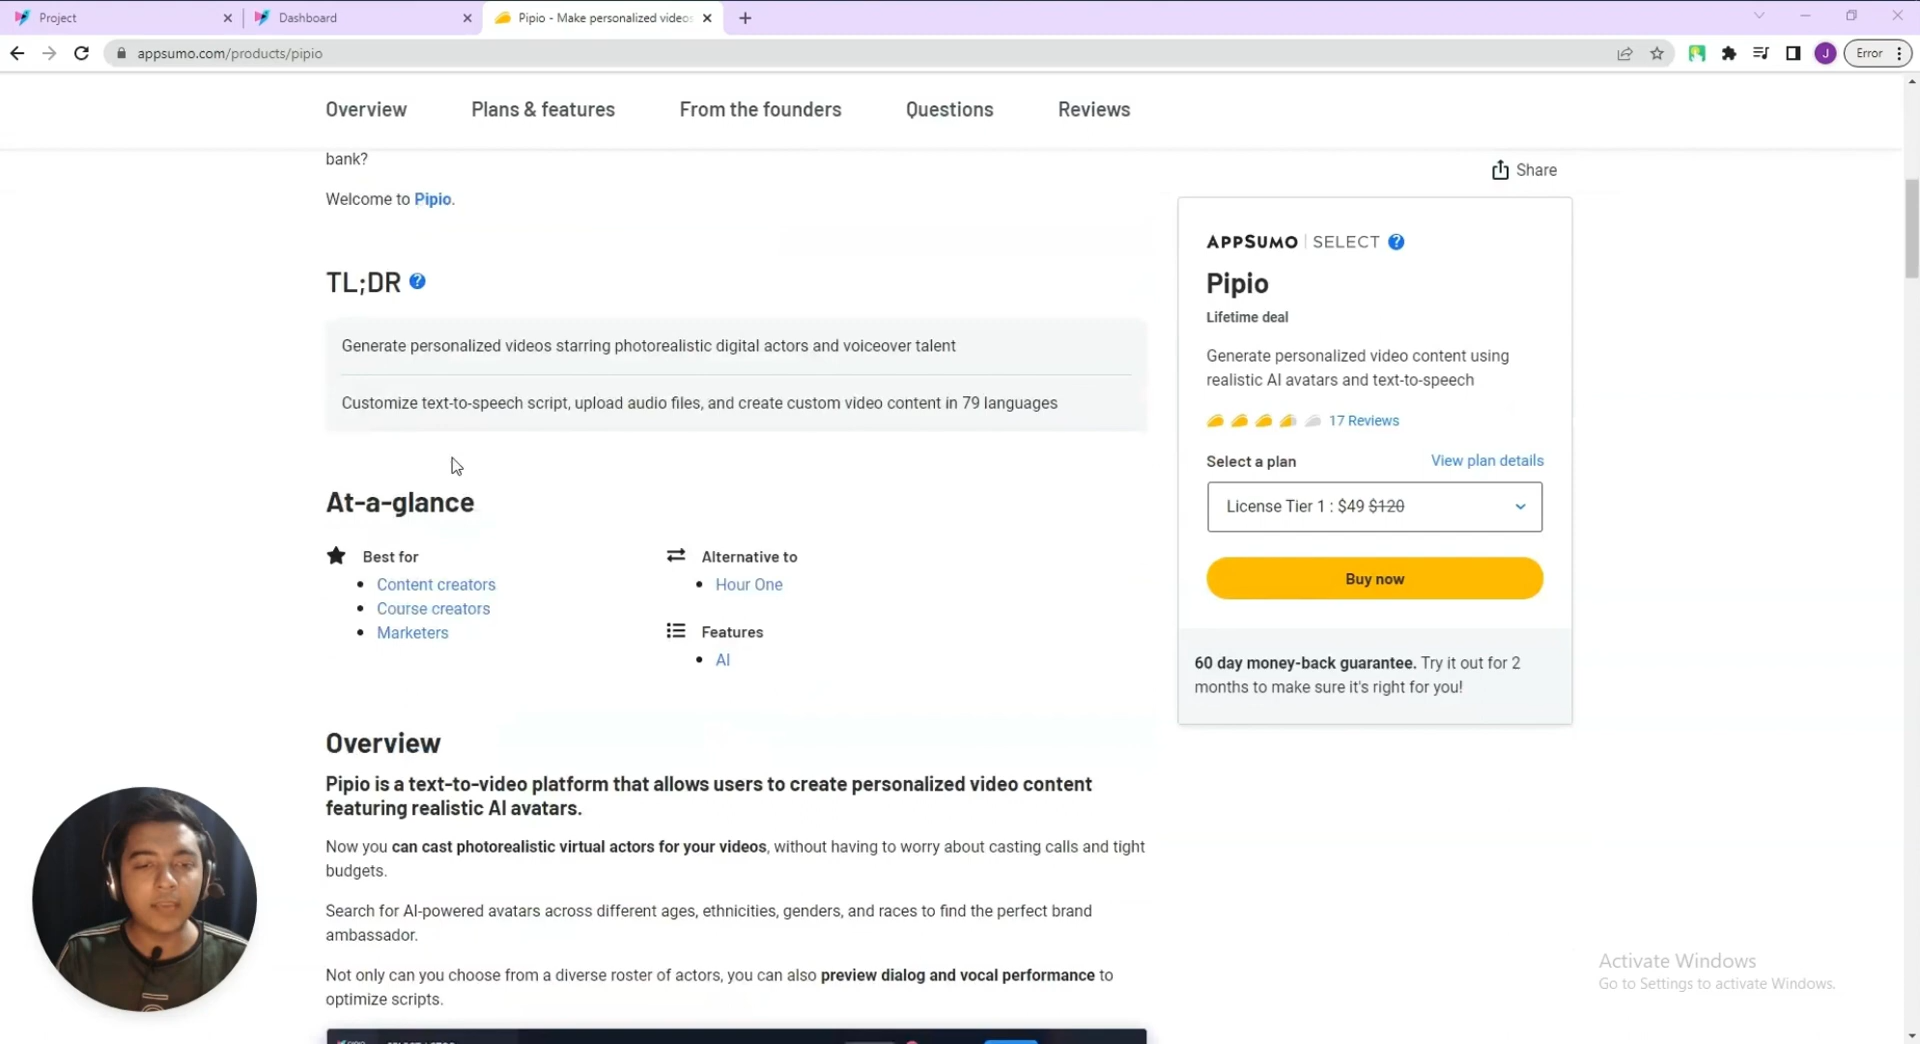 Project
Dashboard
Pipio - Make personalized videos
appsumo.com/products/pipio
J
Error
Overview
Plans & features
From the founders
Questions
Reviews
bank?
Welcome to Pipio.
TL;DR ?
Generate personalized videos starring photorealistic digital actors and voiceover talent
Customize text-to-speech script, upload audio files, and create custom video content in 79 languages
At-a-glance
Best for
Content creators
Course creators
Marketers
Alternative to
Hour One
Features
AI
Overview
Pipio is a text-to-video platform that allows users to create personalized video content
featuring realistic AI avatars.
Now you can cast photorealistic virtual actors for your videos, without having to worry about casting calls and tight
budgets.
Search for AI-powered avatars across different ages, ethnicities, genders, and races to find the perfect brand
ambassador.
Not only can you choose from a diverse roster of actors, you can also preview dialog and vocal performance to
optimize scripts.
Share
APPSUMO | SELECT ?
Pipio
Lifetime deal
Generate personalized video content using
realistic AI avatars and text-to-speech
17 Reviews
Select a plan
View plan details
License Tier 1 : $49 $120
Buy now
60 day money-back guarantee. Try it out for 2
months to make sure it's right for you!
Activate Windows
Go to Settings to activate Windows.